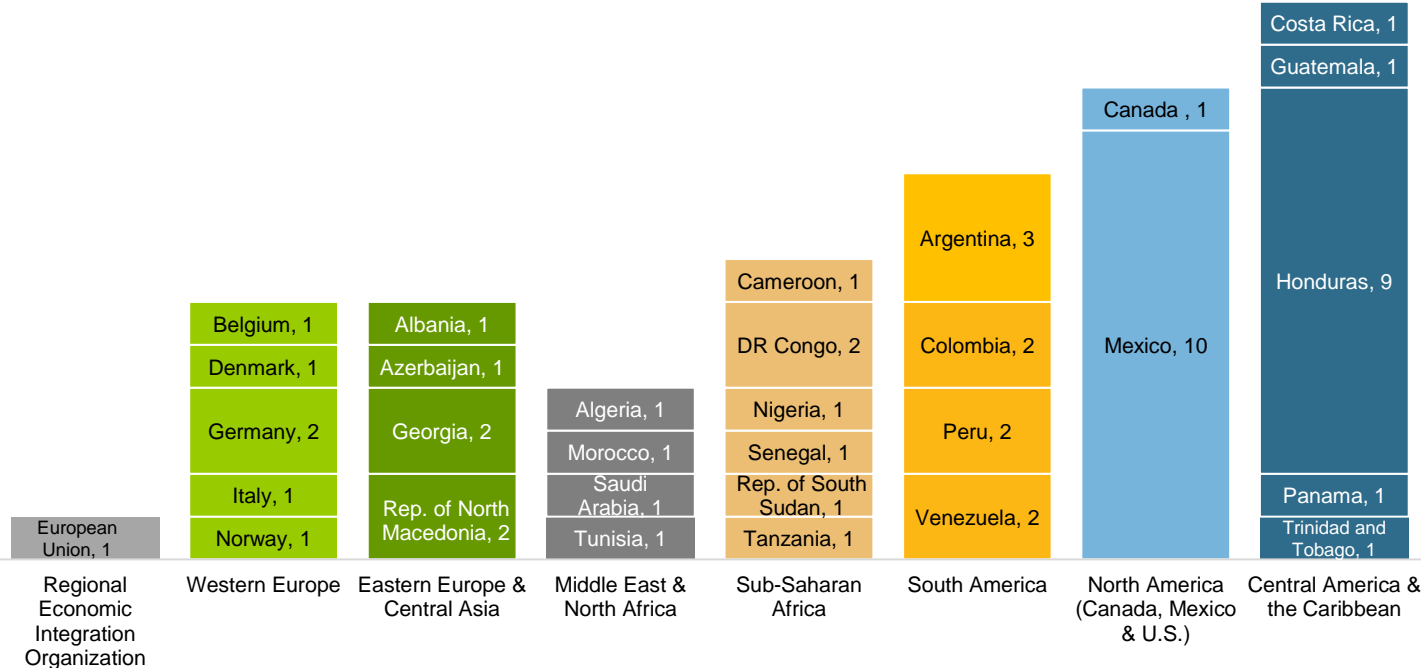 European
Union, 1
Regional
Economic
Integration
Organization
Belgium, 1
Denmark, 1
Germany, 2
Italy, 1
Norway, 1
Western Europe
Albania, 1
Azerbaijan, 1
Georgia, 2
Rep. of North
Macedonia, 2
Eastern Europe &
Central Asia
Algeria, 1
Morocco, 1
Saudi
Arabia, 1
Tunisia, 1
Middle East &
North Africa
Cameroon, 1
DR Congo, 2
Nigeria, 1
Senegal, 1
Rep. of South
Sudan, 1
Tanzania, 1
Sub-Saharan
Africa
Argentina, 3
Colombia, 2
Peru, 2
Venezuela, 2
South America
Canada , 1
Mexico, 10
North America
(Canada, Mexico
& U.S.)
Costa Rica, 1
Guatemala, 1
Honduras, 9
Panama, 1
Trinidad and
Tobago, 1
Central America &
the Caribbean